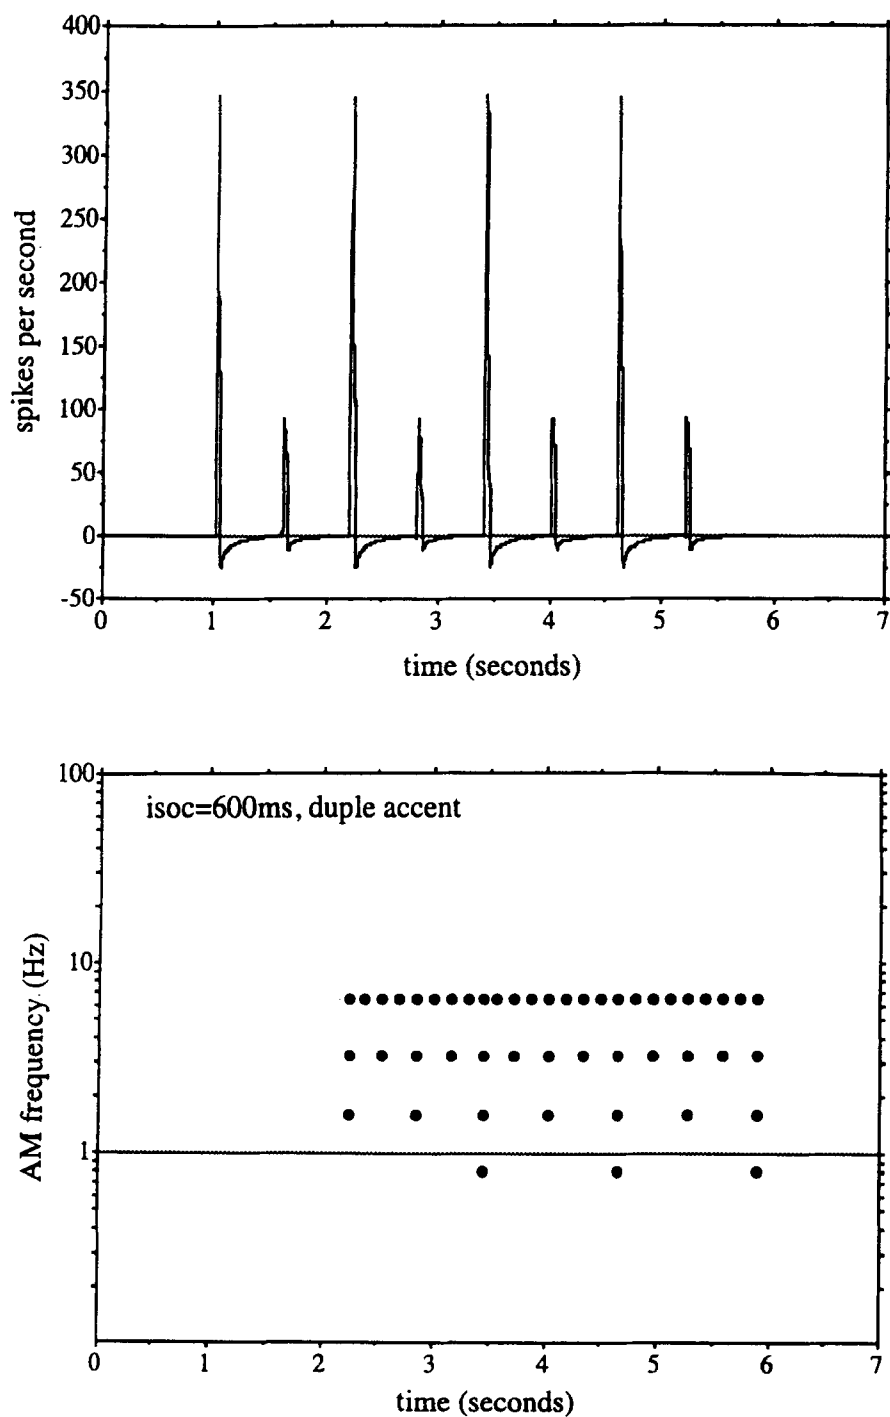 400
350
300
250
200
150
100
50
0
-50
spikes per second
0 1 2 3 4 5 6 7
time (seconds)
100
10
1
AM frequency (Hz)
isoc=600ms, duple accent
0 1 2 3 4 5 6 7
time (seconds)